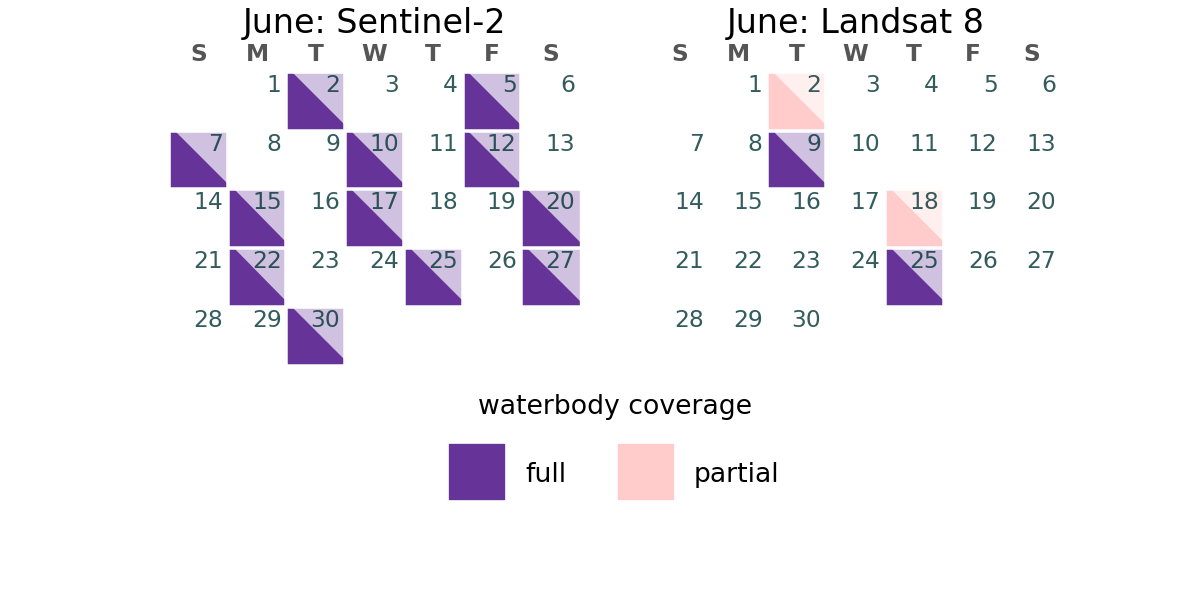 June: Sentinel-2
S M T W T F S
1 2 3 4 5 6
7 8 9 10 11 12 13
14 15 16 17 18 19 20
21 22 23 24 25 26 27
28 29 30
June: Landsat 8
S M T W T F S
1 2 3 4 5 6
7 8 9 10 11 12 13
14 15 16 17 18 19 20
21 22 23 24 25 26 27
28 29 30
waterbody coverage
full partial